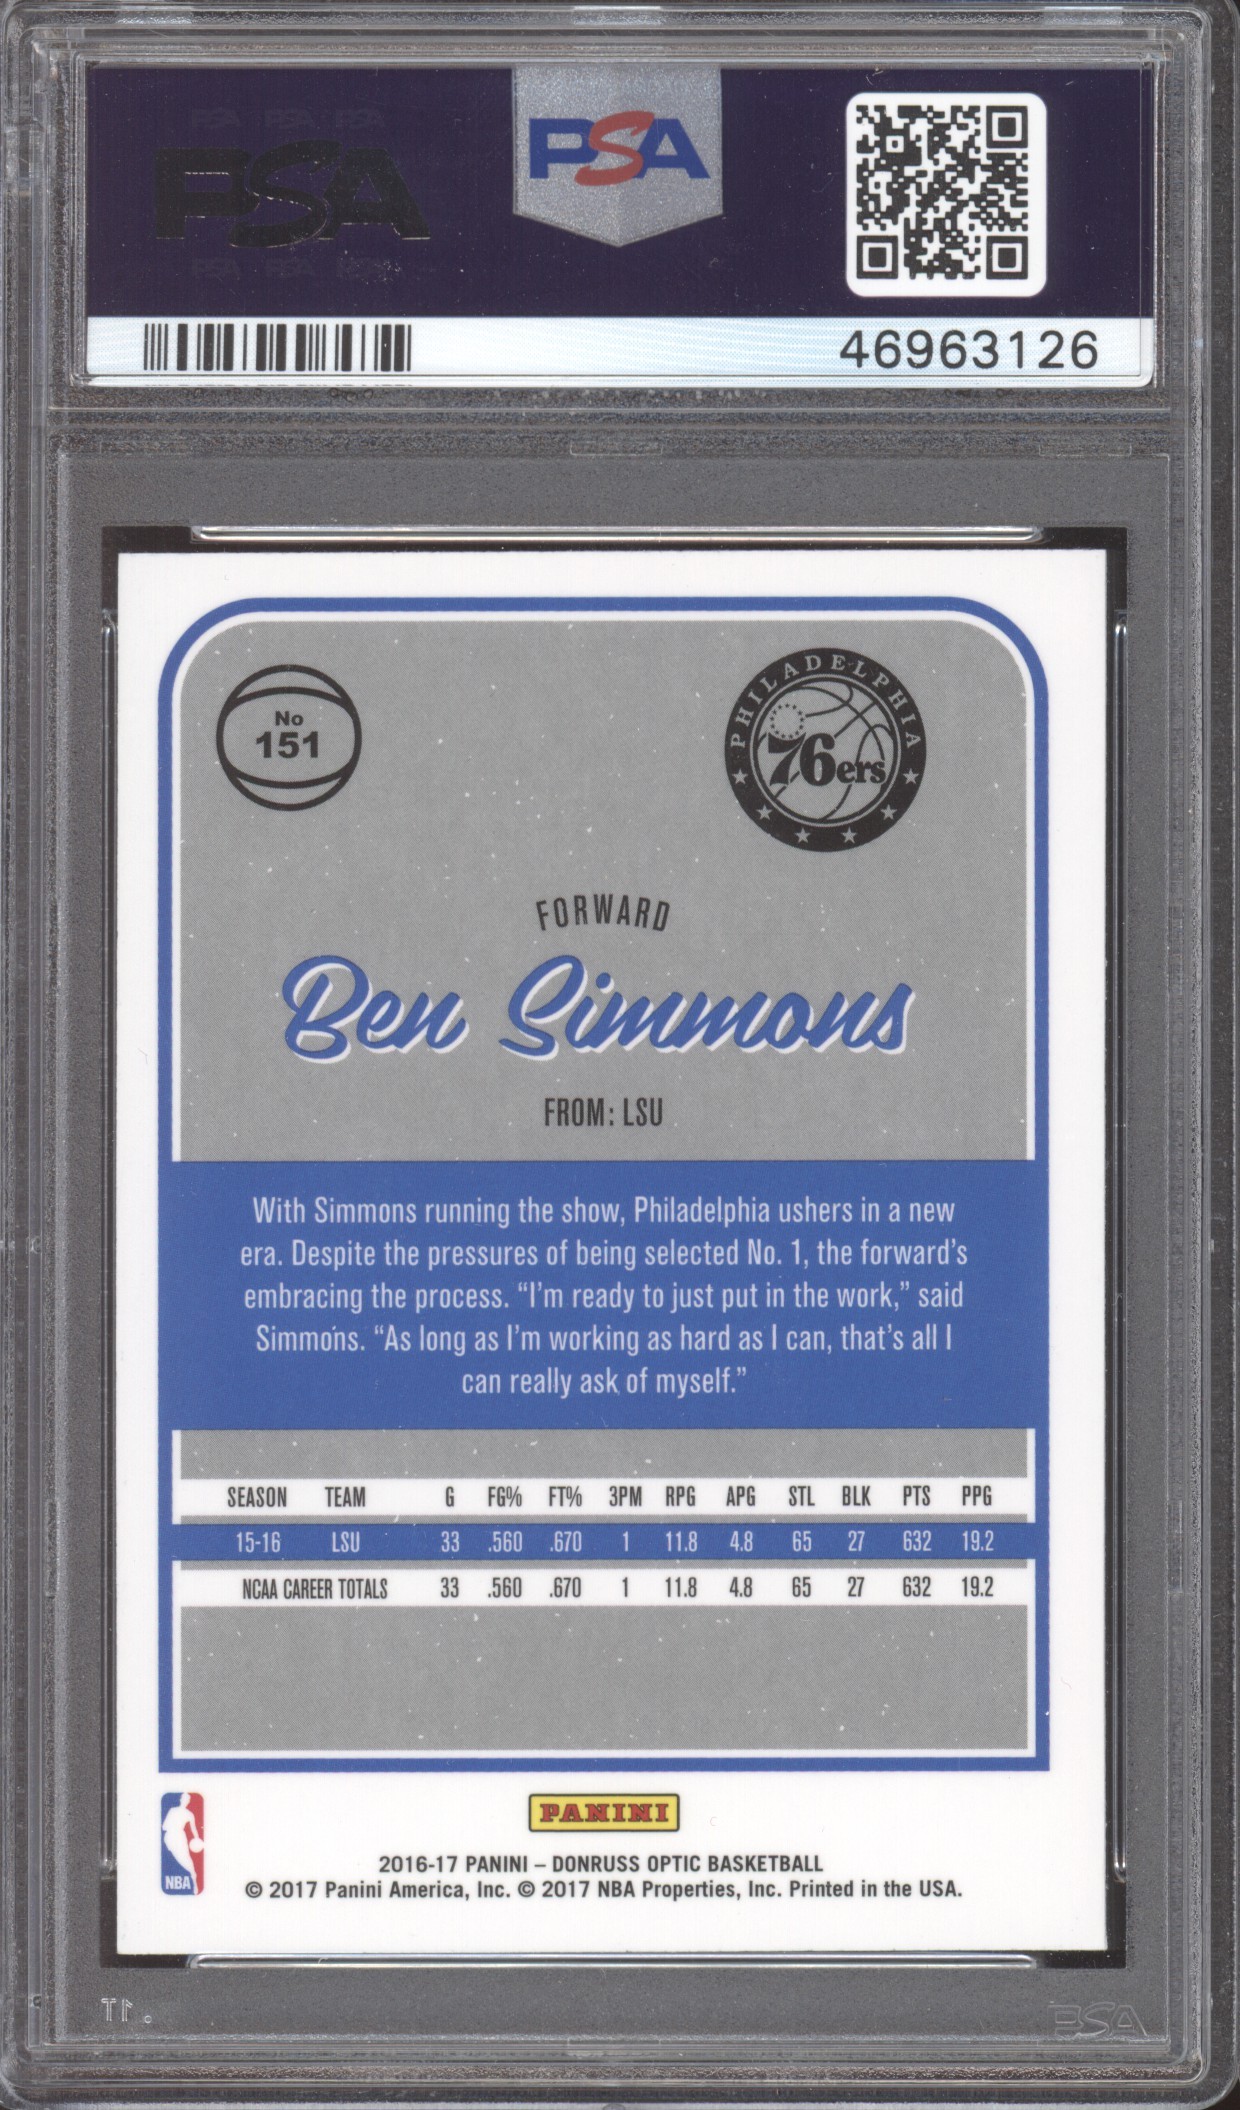 PSA PSA PSA
PSA
PSA
PSA PSA PSA
46963126
No
151
PHILADELPHIA
76ers
FORWARD
Ben Simmons
FROM: LSU
With Simmons running the show, Philadelphia ushers in a new
era. Despite the pressures of being selected No. 1, the forward's
embracing the process. “I'm ready to just put in the work,” said
Simmons. “As long as I'm working as hard as I can, that's all I
can really ask of myself.”
SEASON TEAM G FG% FT% 3PM RPG APG STL BLK PTS PPG
15-16 LSU 33 .560 .670 1 11.8 4.8 65 27 632 19.2
NCAA CAREER TOTALS 33 .560 .670 1 11.8 4.8 65 27 632 19.2
NBA
PANINI
2016-17 PANINI – DONRUSS OPTIC BASKETBALL
© 2017 Panini America, Inc. © 2017 NBA Properties, Inc. Printed in the USA.